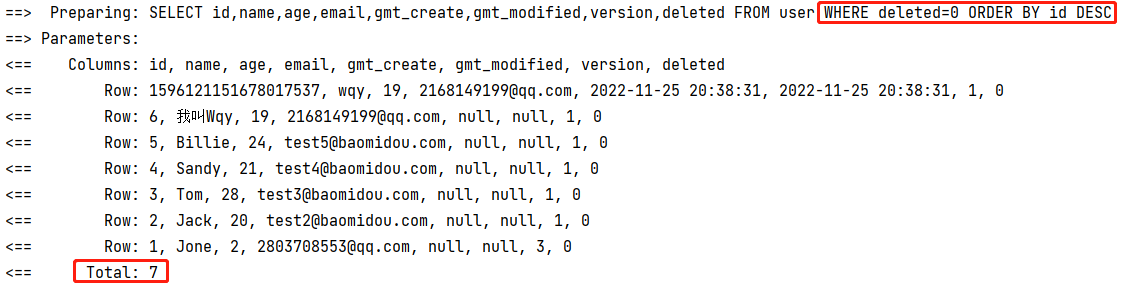 ==>  Preparing: SELECT id,name,age,email,gmt_create,gmt_modified,version,deleted FROM user WHERE deleted=0 ORDER BY id DESC
==> Parameters:
<==    Columns: id, name, age, email, gmt_create, gmt_modified, version, deleted
<==        Row: 1596121151678017537, wqy, 19, 2168149199@qq.com, 2022-11-25 20:38:31, 2022-11-25 20:38:31, 1, 0
<==        Row: 6, 我叫Wqy, 19, 2168149199@qq.com, null, null, 1, 0
<==        Row: 5, Billie, 24, test5@baomidou.com, null, null, 1, 0
<==        Row: 4, Sandy, 21, test4@baomidou.com, null, null, 1, 0
<==        Row: 3, Tom, 28, test3@baomidou.com, null, null, 1, 0
<==        Row: 2, Jack, 20, test2@baomidou.com, null, null, 1, 0
<==        Row: 1, Jone, 2, 2803708553@qq.com, null, null, 3, 0
<==      Total: 7